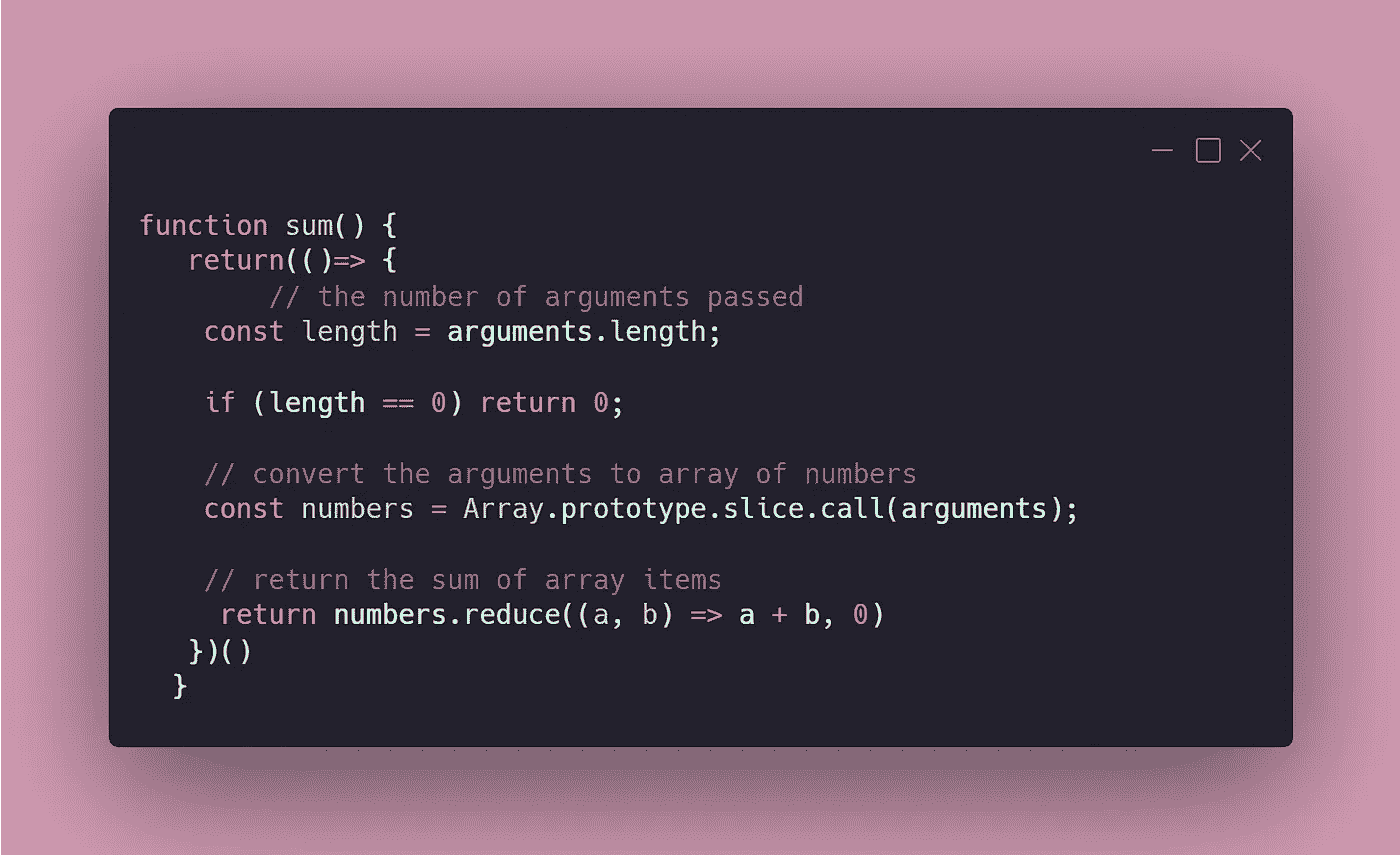 function sum() {
return(()=> {
// the number of arguments passed
const length = arguments.length;
if (length == 0) return 0;
// convert the arguments to array of numbers
const numbers = Array.prototype.slice.call(arguments);
// return the sum of array items
return numbers.reduce((a, b) => a + b, 0)
})()
}